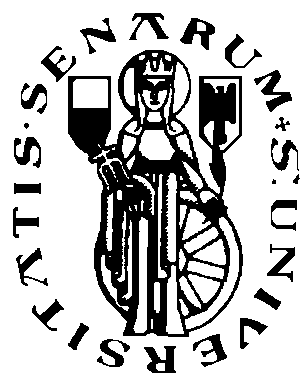 S. UNIVERSITATIS · SENARUM +